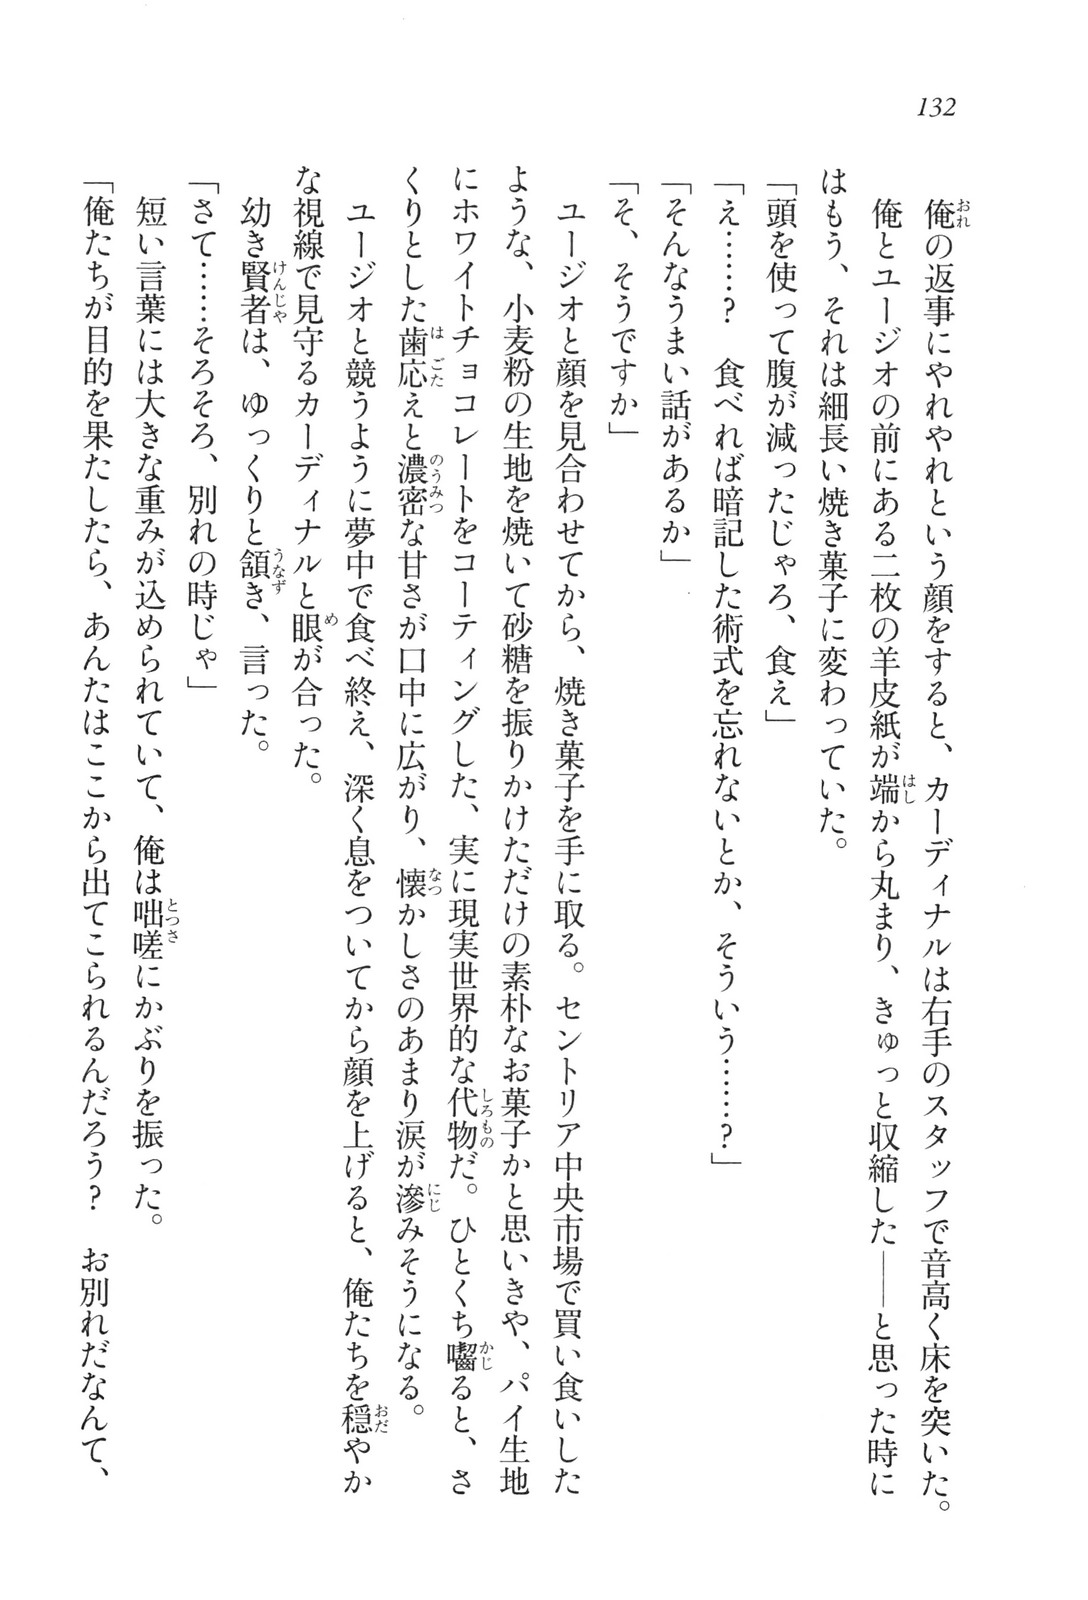 132
俺の返事にやれやれという顔をすると、カーディナルは右手のスタッフで音高く床を突いた。
俺とユージオの前にある二枚の羊皮紙が端から丸まり、きゅっと収縮した――と思った時に
はもう、それは細長い焼き菓子に変わっていた。
「頭を使って腹が減ったじゃろ、食え」
「え……？　食べれば暗記した術式を忘れないとか、そういう……？」
「そんなうまい話があるか」
「そ、そうですか」
ユージオと顔を見合わせてから、焼き菓子を手に取る。セントリア中央市場で買い食いした
ような、小麦粉の生地を焼いて砂糖を振りかけただけの素朴なお菓子かと思いきや、パイ生地
にホワイトチョコレートをコーティングした、実に現実世界的な代物だ。ひとくち囓ると、さ
くりとした歯応えと濃密な甘さが口中に広がり、懐かしさのあまり涙が滲みそうになる。
ユージオと競うように夢中で食べ終え、深く息をついてから顔を上げると、俺たちを穏やか
な視線で見守るカーディナルと眼が合った。
幼き賢者は、ゆっくりと頷き、言った。
「さて……そろそろ、別れの時じゃ」
短い言葉には大きな重みが込められていて、俺は咄嗟にかぶりを振った。
「俺たちが目的を果たしたら、あんたはここから出てこられるんだろう？　お別れだなんて、